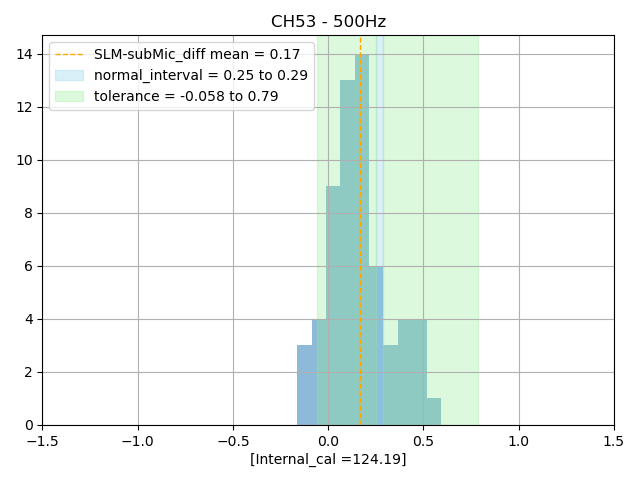 CH53 - 500Hz
SLM-subMic_diff mean = 0.17
normal_interval = 0.25 to 0.29
tolerance = -0.058 to 0.79
14
12
10
8
6
4
2
0
−1.5 −1.0 −0.5 0.0 0.5 1.0 1.5
[Internal_cal =124.19]